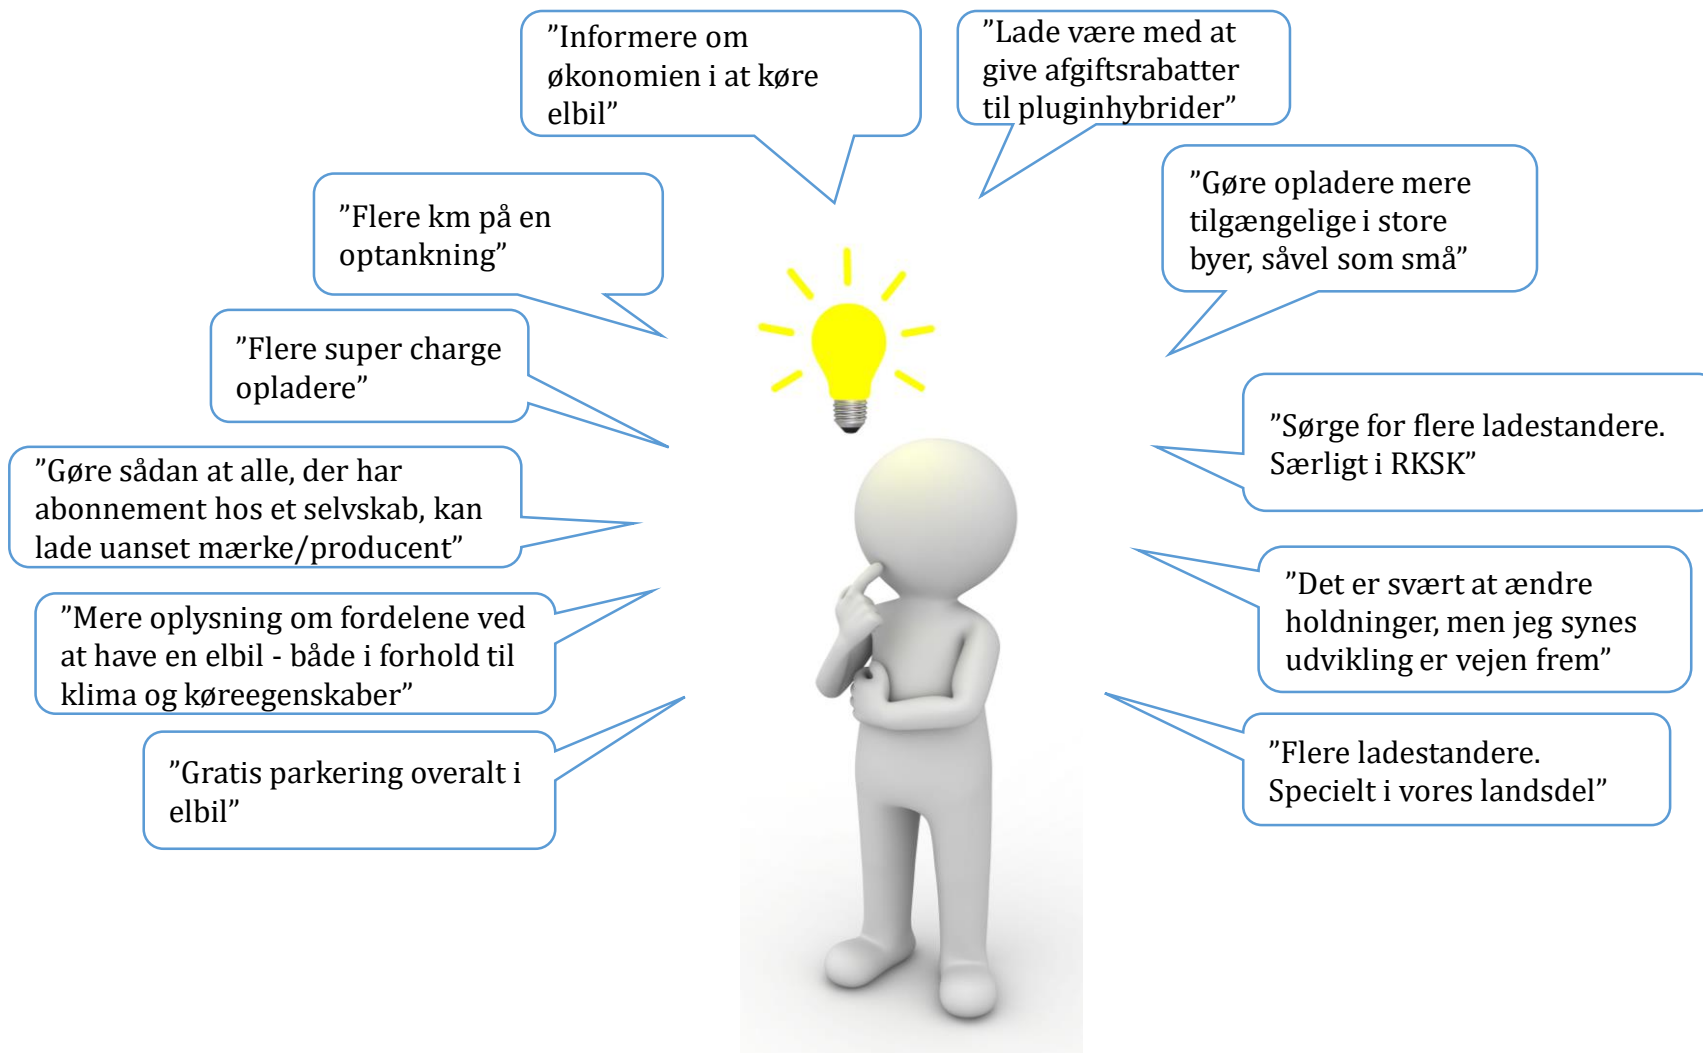 ”Informere om
økonomien i at køre
elbil”
”Lade være med at
give afgiftsrabatter
til pluginhybrider”
”Flere km på en
optankning”
”Gøre opladere mere
tilgængelige i store
byer, såvel som små”
”Flere super charge
opladere”
”Sørge for flere ladestandere.
Særligt i RKSK”
”Gøre sådan at alle, der har
abonnement hos et selvskab, kan
lade uanset mærke/producent”
”Det er svært at ændre
holdninger, men jeg synes
udvikling er vejen frem”
”Mere oplysning om fordelene ved
at have en elbil - både i forhold til
klima og køreegenskaber”
”Flere ladestandere.
Specielt i vores landsdel”
”Gratis parkering overalt i
elbil”